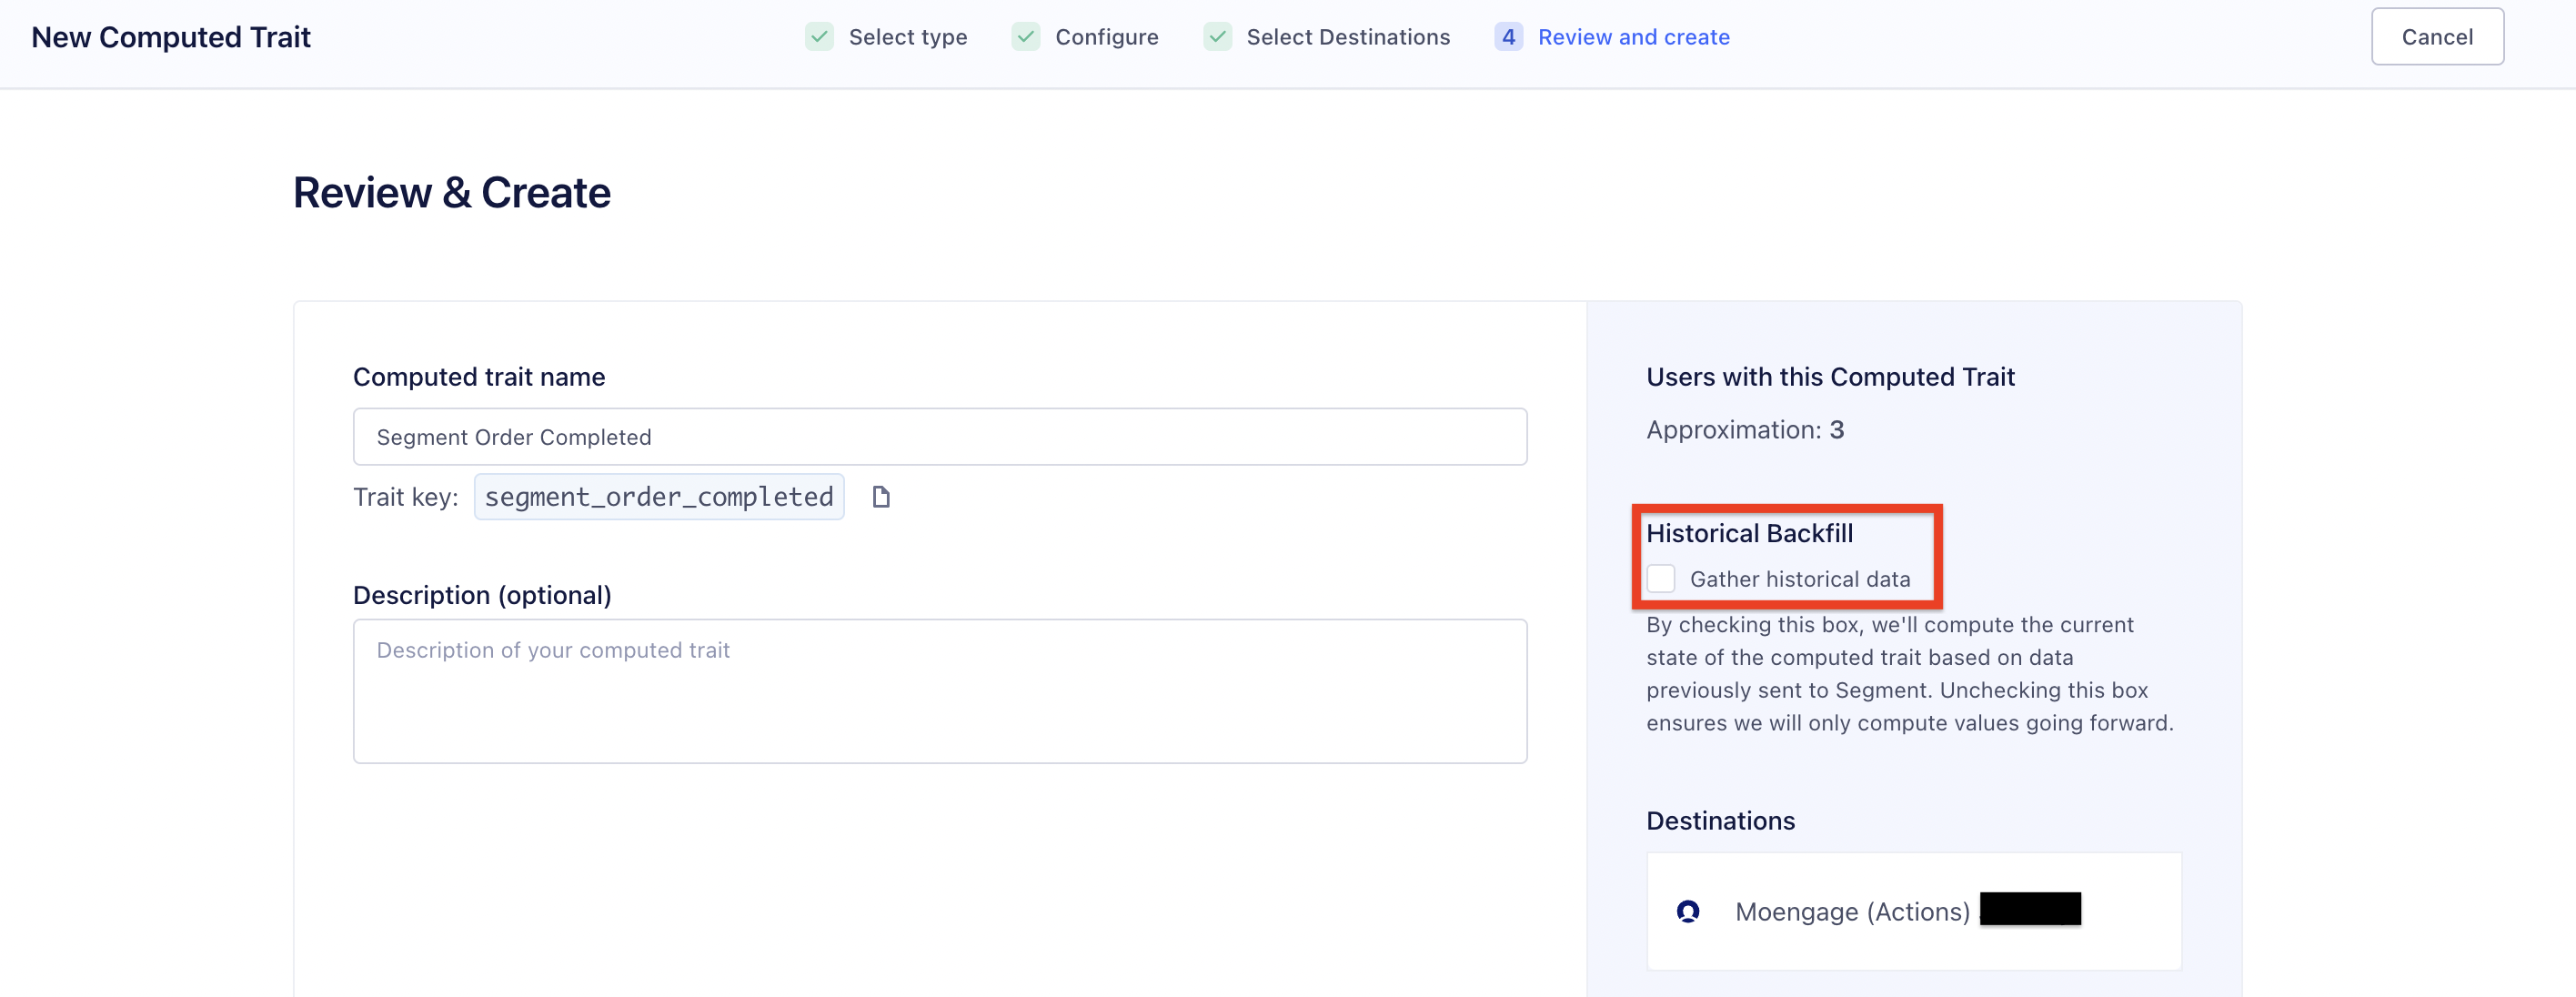 New Computed Trait
Select type
Configure
Select Destinations
4 Review and create
Cancel
Review & Create
Computed trait name
Segment Order Completed
Trait key: segment_order_completed
Description (optional)
Description of your computed trait
Users with this Computed Trait
Approximation: 3
Historical Backfill
Gather historical data
By checking this box, we'll compute the current
state of the computed trait based on data
previously sent to Segment. Unchecking this box
ensures we will only compute values going forward.
Destinations
Moengage (Actions)